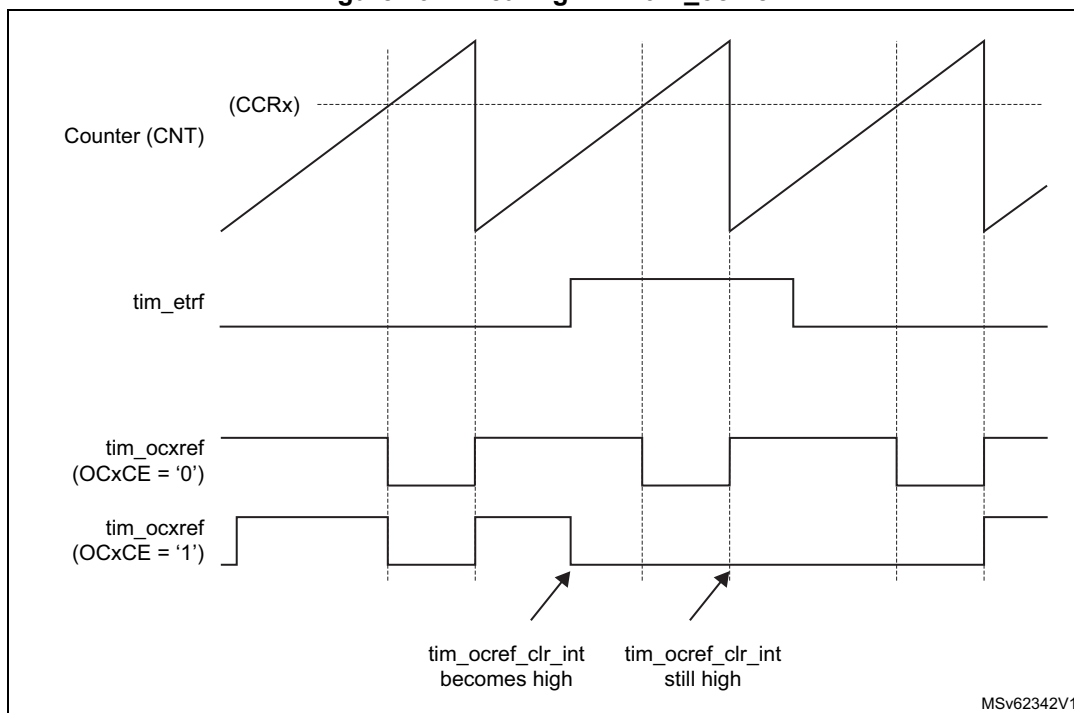 (CCRx)
Counter (CNT)
tim_etrf
tim_ocxref
(OCxCE = ‘0’)
tim_ocxref
(OCxCE = ‘1’)
tim_ocref_clr_int
becomes high
tim_ocref_clr_int
still high
MSv62342V1